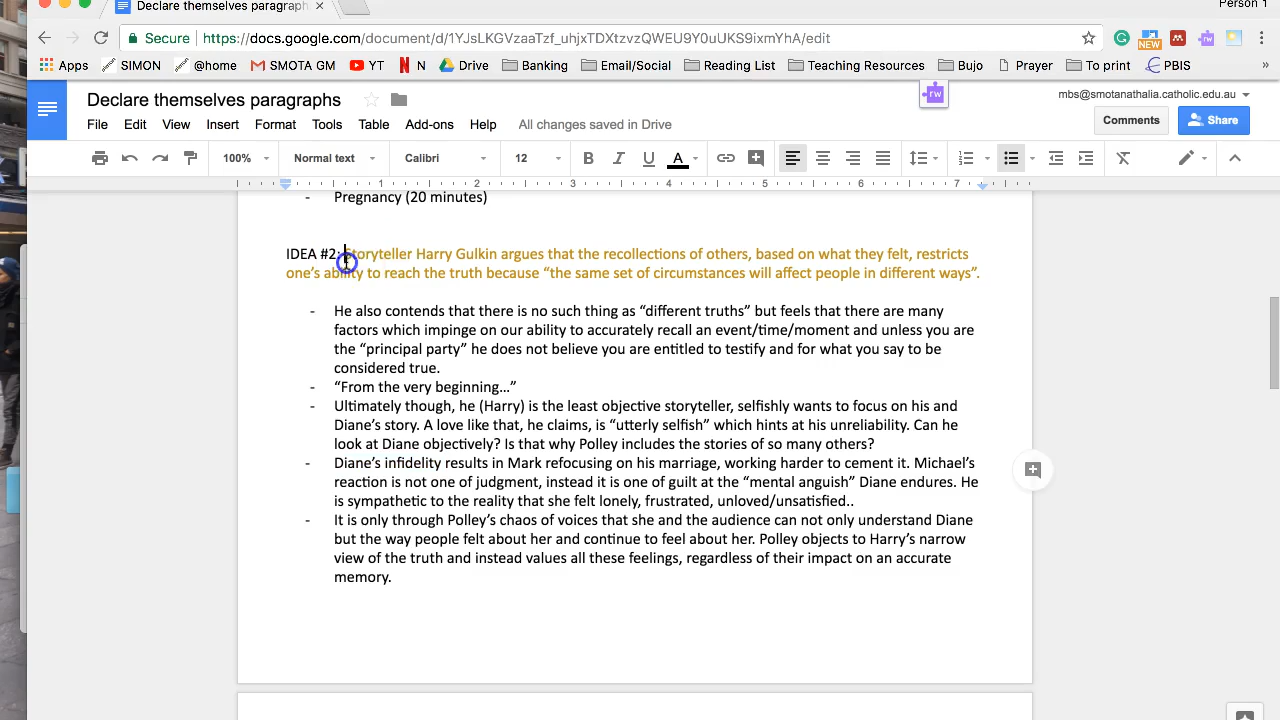 Declare themselves paragraph
Person 1
Secure
https://docs.google.com/document/d/1YJsLKGVzaaTzf_uhjxTDXtzvzQWEU9Y0uUKS9ixmYhA/edit
NEW
Apps
SIMON
@home
SMOTA GM
YT
N
Drive
Banking
Email/Social
Reading List
Teaching Resources
Bujo
Prayer
To print
PBIS
»
Declare themselves paragraphs
rw
mbs@smotanathalia.catholic.edu.au
File Edit View Insert Format Tools Table Add-ons Help All changes saved in Drive
Comments
Share
100% Normal text Calibri 12 B I U A
1 2 3 4 5 6 7
- Pregnancy (20 minutes)
IDEA #2: Storyteller Harry Gulkin argues that the recollections of others, based on what they felt, restricts
one’s ability to reach the truth because “the same set of circumstances will affect people in different ways”.
- He also contends that there is no such thing as “different truths” but feels that there are many
factors which impinge on our ability to accurately recall an event/time/moment and unless you are
the “principal party” he does not believe you are entitled to testify and for what you say to be
considered true.
- “From the very beginning…”
- Ultimately though, he (Harry) is the least objective storyteller, selfishly wants to focus on his and
Diane’s story. A love like that, he claims, is “utterly selfish” which hints at his unreliability. Can he
look at Diane objectively? Is that why Polley includes the stories of so many others?
- Diane’s infidelity results in Mark refocusing on his marriage, working harder to cement it. Michael’s
reaction is not one of judgment, instead it is one of guilt at the “mental anguish” Diane endures. He
is sympathetic to the reality that she felt lonely, frustrated, unloved/unsatisfied..
- It is only through Polley’s chaos of voices that she and the audience can not only understand Diane
but the way people felt about her and continue to feel about her. Polley objects to Harry’s narrow
view of the truth and instead values all these feelings, regardless of their impact on an accurate
memory.